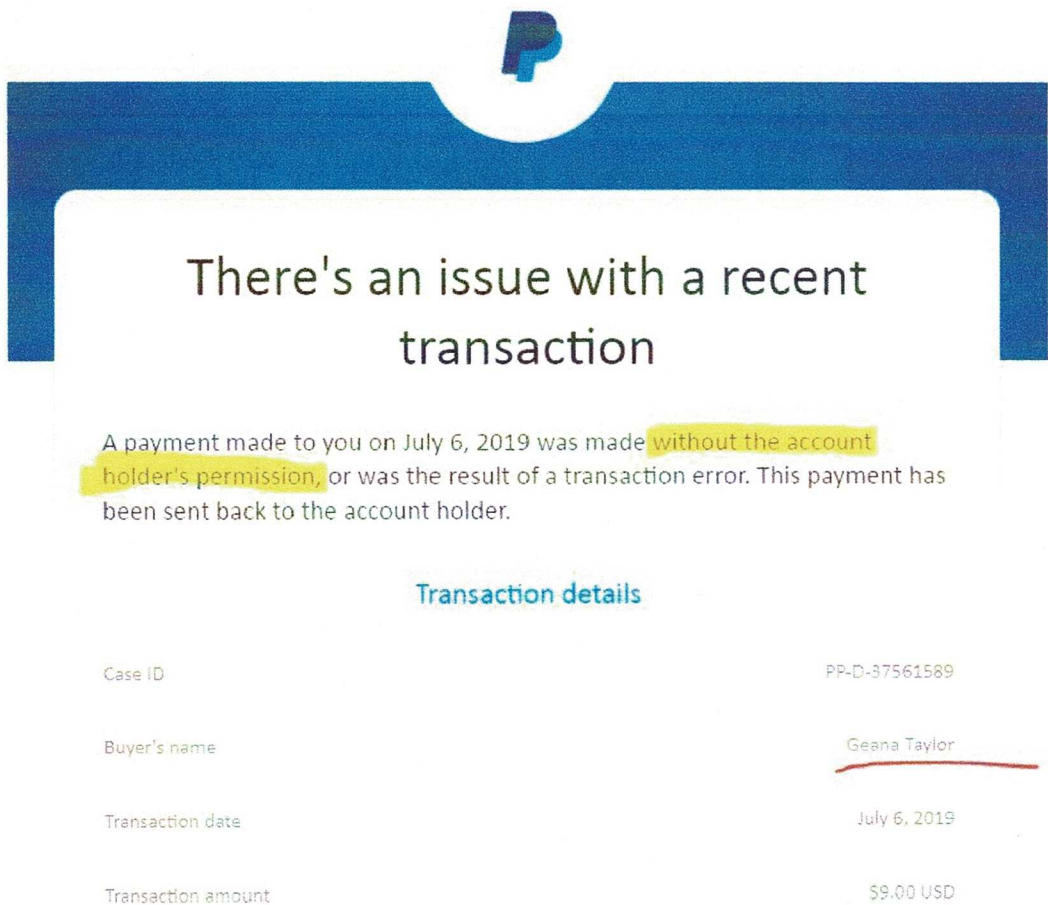 There's an issue with a recent
transaction
A payment made to you on July 6, 2019 was made without the account
holder's permission, or was the result of a transaction error. This payment has
been sent back to the account holder.
Transaction details
Case ID PP-D-37561589
Buyer's name Geana Taylor
Transaction date July 6, 2019
Transaction amount $9.00 USD